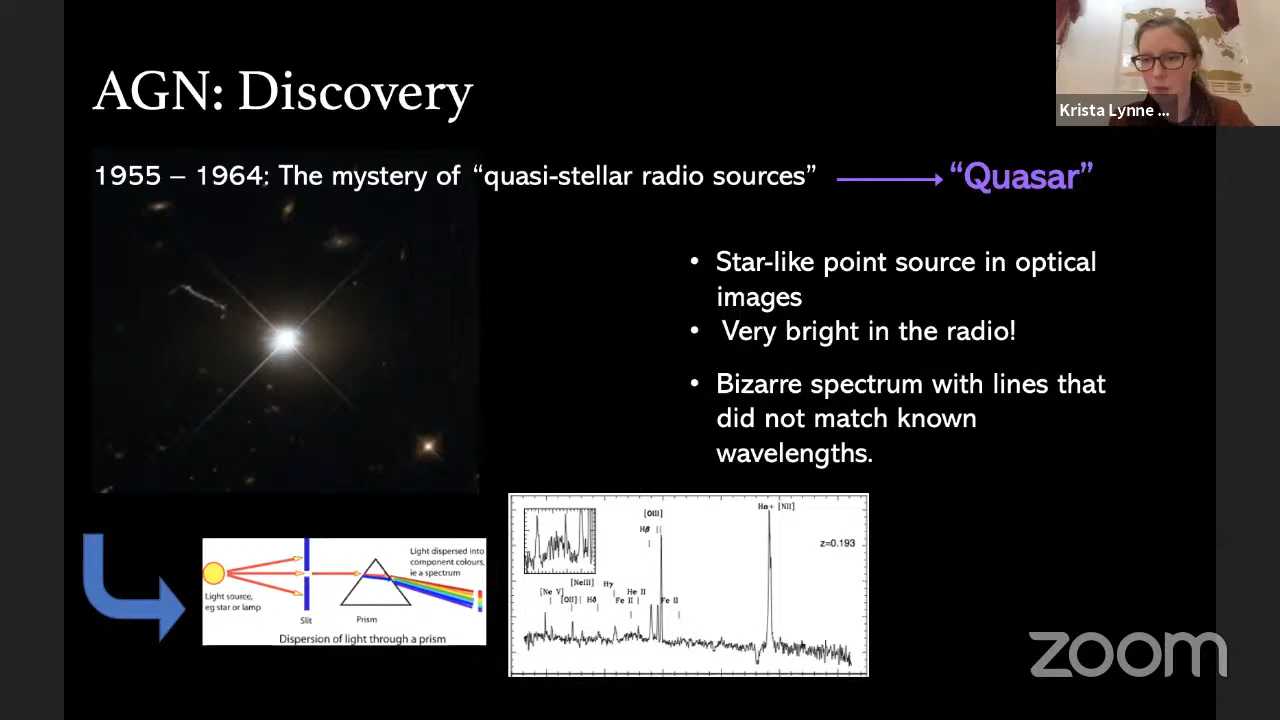 AGN: Discovery
Krista Lynne ...
1955 – 1964: The mystery of “quasi-stellar radio sources”
“Quasar”
• Star-like point source in optical
images
• Very bright in the radio!
• Bizarre spectrum with lines that
did not match known
wavelengths.
Light source,
eg star or lamp
Slit
Prism
Light dispersed into
component colours,
ie a spectrum
Dispersion of light through a prism
[OIII]
Hβ
Hα+ [NII]
z=0.193
[NeIII]
Hγ
[Ne V]
[OII]
Hδ
He II
Fe II
Fe II
zoom